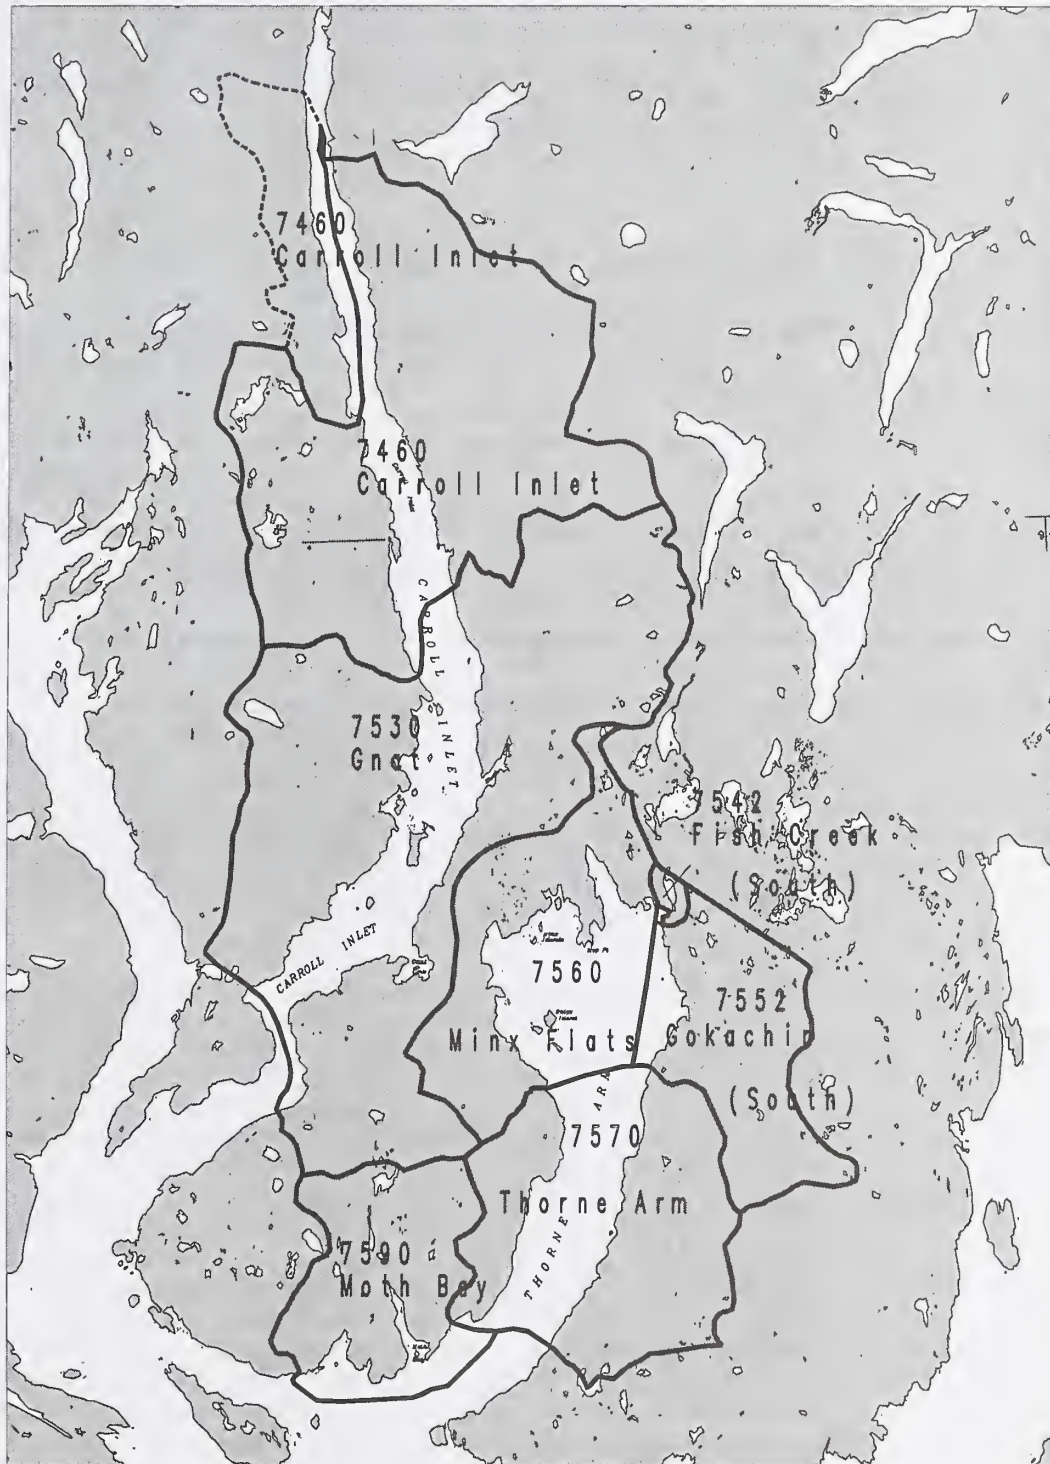 7460
Carroll Inlet
7460
Carroll Inlet
CARROLL INLET
7530
Gnat
7542
Fish Creek
(South)
CARROLL INLET
7560
Minx Flats
7552
Gokachin
(South)
THORNE ARM
7570
Thorne Arm
7590
Moth Bay